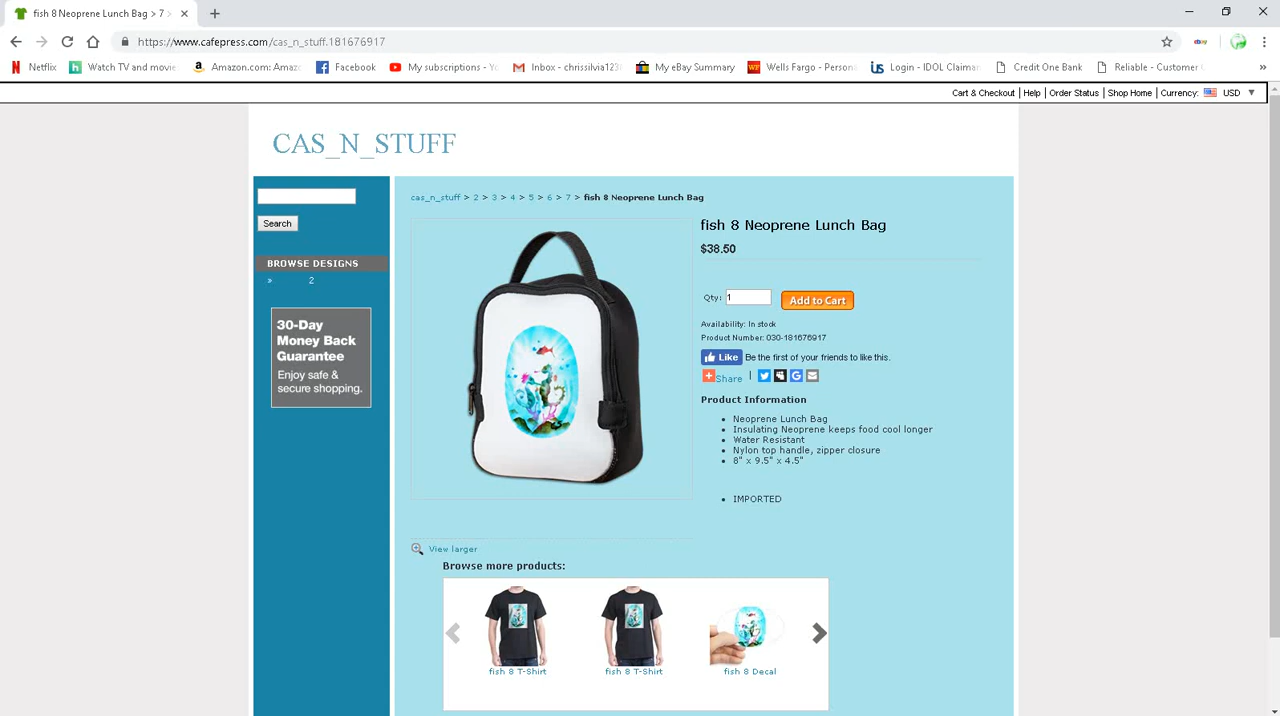 fish 8 Neoprene Lunch Bag > 7 >
https://www.cafepress.com/cas_n_stuff.181676917
Netflix
Watch TV and movie
Amazon.com: Amaz
Facebook
My subscriptions - Yo
Inbox - chrissilvia123
My eBay Summary
Wells Fargo - Person
Login - IDOL Claima
Credit One Bank
Reliable - Customer
Cart & Checkout | Help | Order Status | Shop Home | Currency: USD
CAS_N_STUFF
cas_n_stuff > 2 > 3 > 4 > 5 > 6 > 7 > fish 8 Neoprene Lunch Bag
Search
BROWSE DESIGNS
» 2
30-Day
Money Back
Guarantee
Enjoy safe &
secure shopping.
fish 8 Neoprene Lunch Bag
$38.50
Qty: 1 Add to Cart
Availability: In stock
Product Number: 030-181676917
Like Be the first of your friends to like this.
Share |
Product Information
• Neoprene Lunch Bag
• Insulating Neoprene keeps food cool longer
• Water Resistant
• Nylon top handle, zipper closure
• 8" x 9.5" x 4.5"
• IMPORTED
View larger
Browse more products:
fish 8 T-Shirt
fish 8 T-Shirt
fish 8 Decal